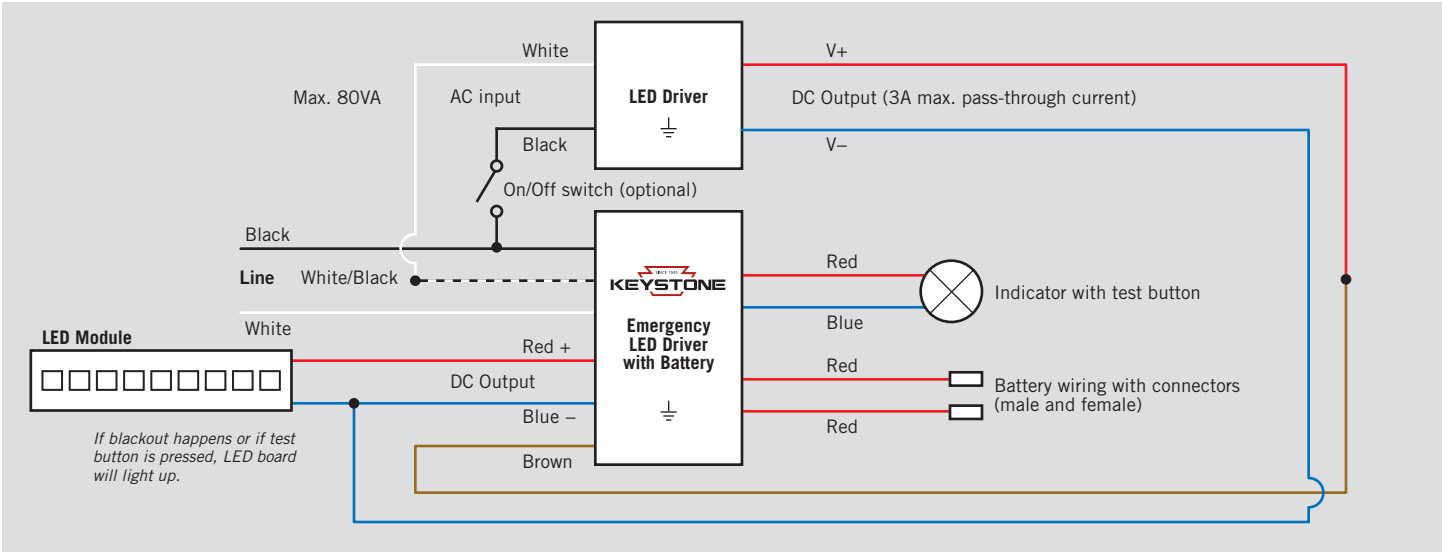 White
V+
Max. 80VA
AC input
LED Driver
DC Output (3A max. pass-through current)
Black
V–
On/Off switch (optional)
Black
Line
White/Black
SINCE 1945
KEYSTONE
Red
Indicator with test button
Blue
White
LED Module
Emergency
LED Driver
with Battery
Red +
DC Output
Blue –
Red
Battery wiring with connectors
(male and female)
Red
If blackout happens or if test
button is pressed, LED board
will light up.
Brown